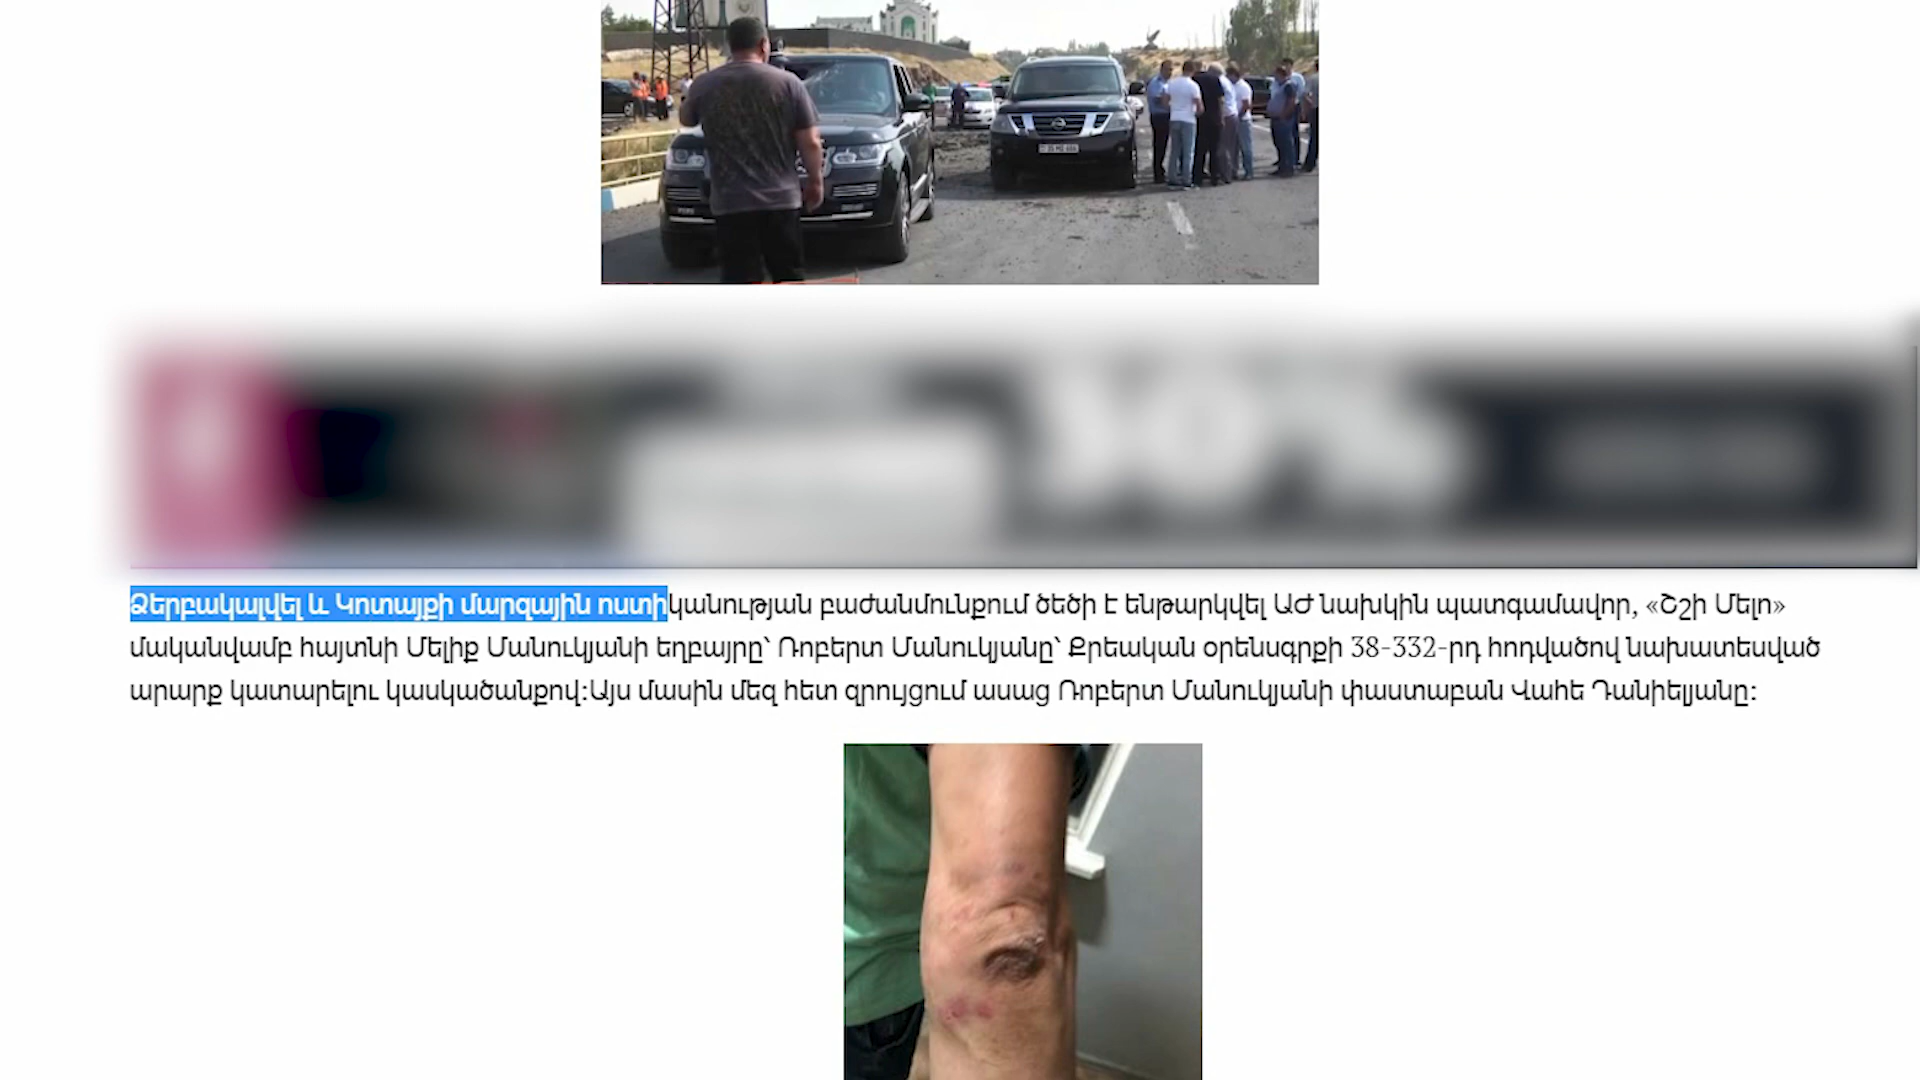 Ձերբակալվել և Կոտայքի մարզային ոստիկանության բաժանմունքում ծեծի է ենթարկվել ԱԺ նախկին պատգամավոր, «Շշի Մելո»
մականվամբ հայտնի Մելիք Մանուկյանի եղբայրը՝ Ռոբերտ Մանուկյանը՝ Քրեական օրենսգրքի 38-332-րդ հոդվածով նախատեսված
արարք կատարելու կասկածանքով:Այս մասին մեզ հետ զրույցում ասաց Ռոբերտ Մանուկյանի փաստաբան Վահե Դանիելյանը: